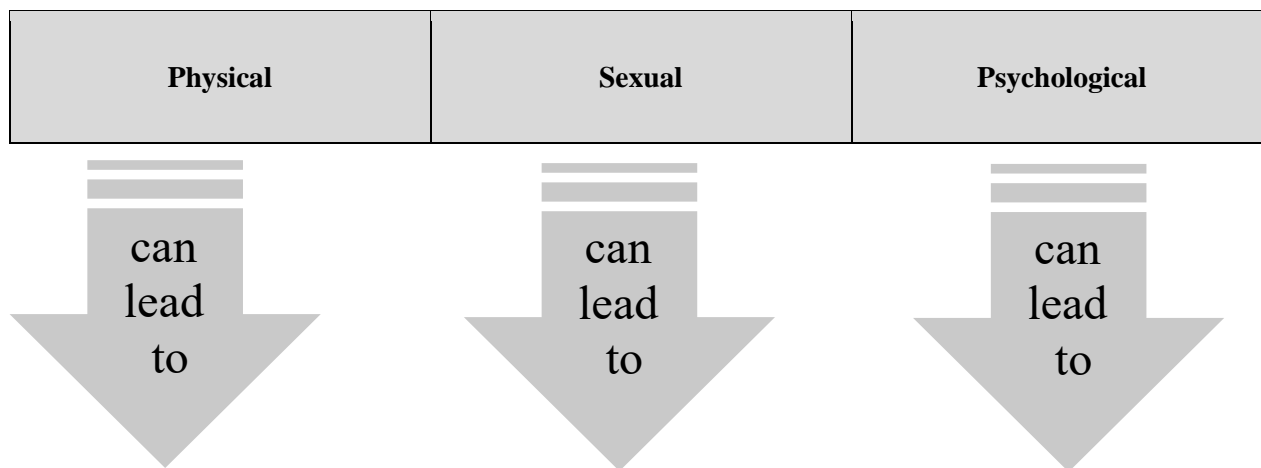 Physical Sexual Psychological
can can can
lead lead lead
to to to